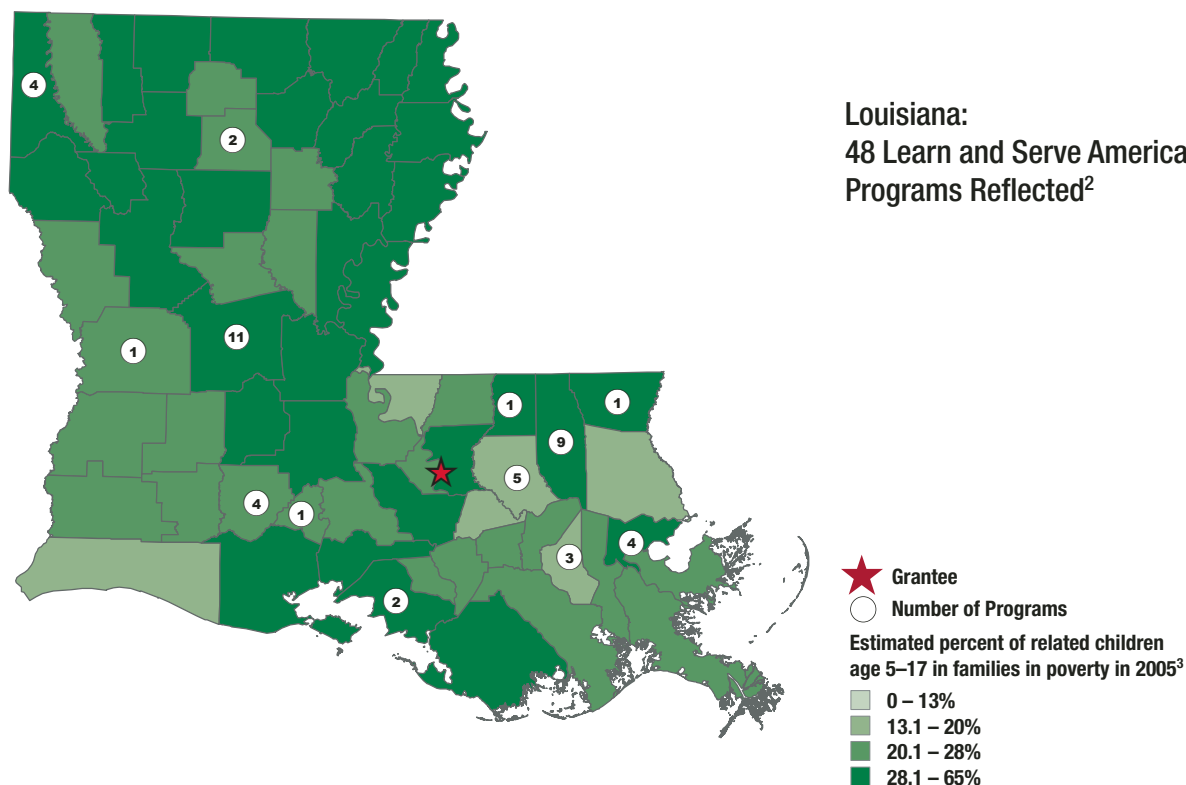 Louisiana:
48 Learn and Serve America
Programs Reflected2
4
2
11
1
1
1
9
5
4
1
3
4
2
Grantee
Number of Programs
Estimated percent of related children
age 5–17 in families in poverty in 20053
0 – 13%
13.1 – 20%
20.1 – 28%
28.1 – 65%